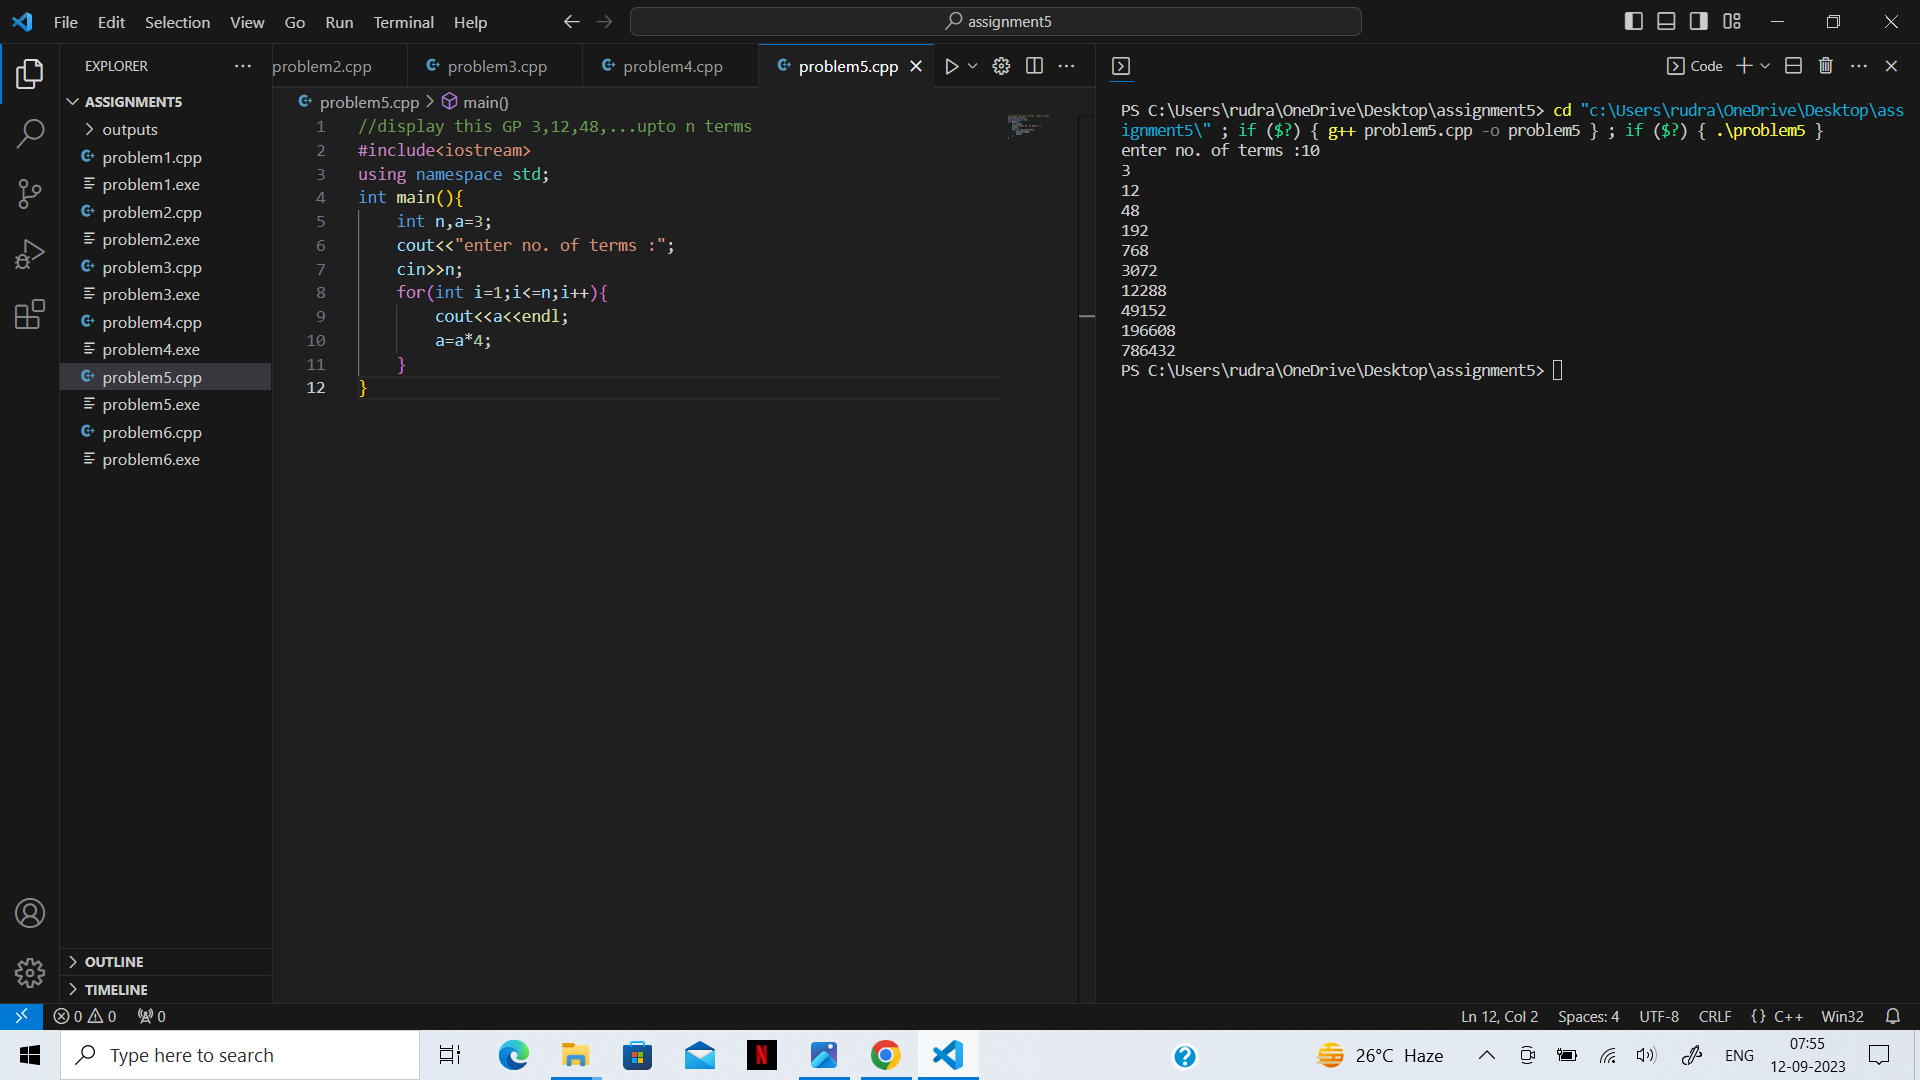 File Edit Selection View Go Run Terminal Help
assignment5
EXPLORER
ASSIGNMENT5
outputs
problem1.cpp
problem1.exe
problem2.cpp
problem2.exe
problem3.cpp
problem3.exe
problem4.cpp
problem4.exe
problem5.cpp
problem5.exe
problem6.cpp
problem6.exe
OUTLINE
TIMELINE
problem2.cpp problem3.cpp problem4.cpp problem5.cpp
problem5.cpp > main()
1 //display this GP 3,12,48,...upto n terms
2 #include<iostream>
3 using namespace std;
4 int main(){
5 int n,a=3;
6 cout<<"enter no. of terms :";
7 cin>>n;
8 for(int i=1;i<=n;i++){
9 cout<<a<<endl;
10 a=a*4;
11 }
12 }
Code
PS C:\Users\rudra\OneDrive\Desktop\assignment5> cd "c:\Users\rudra\OneDrive\Desktop\ass
ignment5\" ; if ($?) { g++ problem5.cpp -o problem5 } ; if ($?) { .\problem5 }
enter no. of terms :10
3
12
48
192
768
3072
12288
49152
196608
786432
PS C:\Users\rudra\OneDrive\Desktop\assignment5>
0 0 0
Ln 12, Col 2 Spaces: 4 UTF-8 CRLF {} C++ Win32
Type here to search
26°C Haze
ENG
07:55
12-09-2023